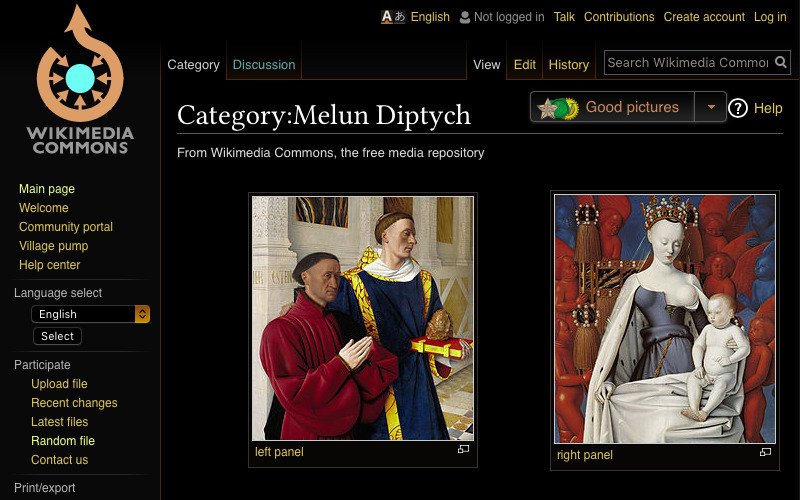 Aあ English Not logged in Talk Contributions Create account Log in
Category Discussion View Edit History Search Wikimedia Common
WIKIMEDIA
COMMONS
Category:Melun Diptych
Good pictures
? Help
From Wikimedia Commons, the free media repository
Main page
Welcome
Community portal
Village pump
Help center
Language select
English
Select
Participate
Upload file
Recent changes
Latest files
Random file
Contact us
Print/export
left panel
right panel